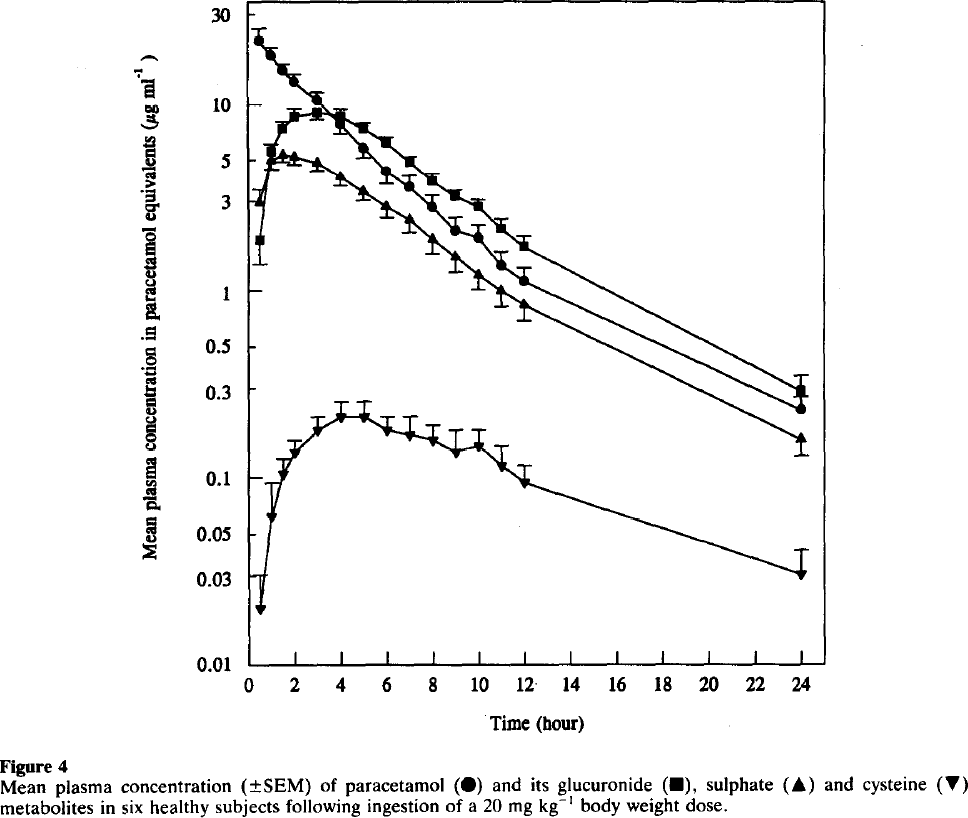 Mean plasma concentration in paracetamol equivalents (μg ml⁻¹)
30
10
5
3
1
0.5
0.3
0.1
0.05
0.03
0.01
0 2 4 6 8 10 12 14 16 18 20 22 24
Time (hour)
Figure 4
Mean plasma concentration (±SEM) of paracetamol (●) and its glucuronide (■), sulphate (▲) and cysteine (▼)
metabolites in six healthy subjects following ingestion of a 20 mg kg⁻¹ body weight dose.